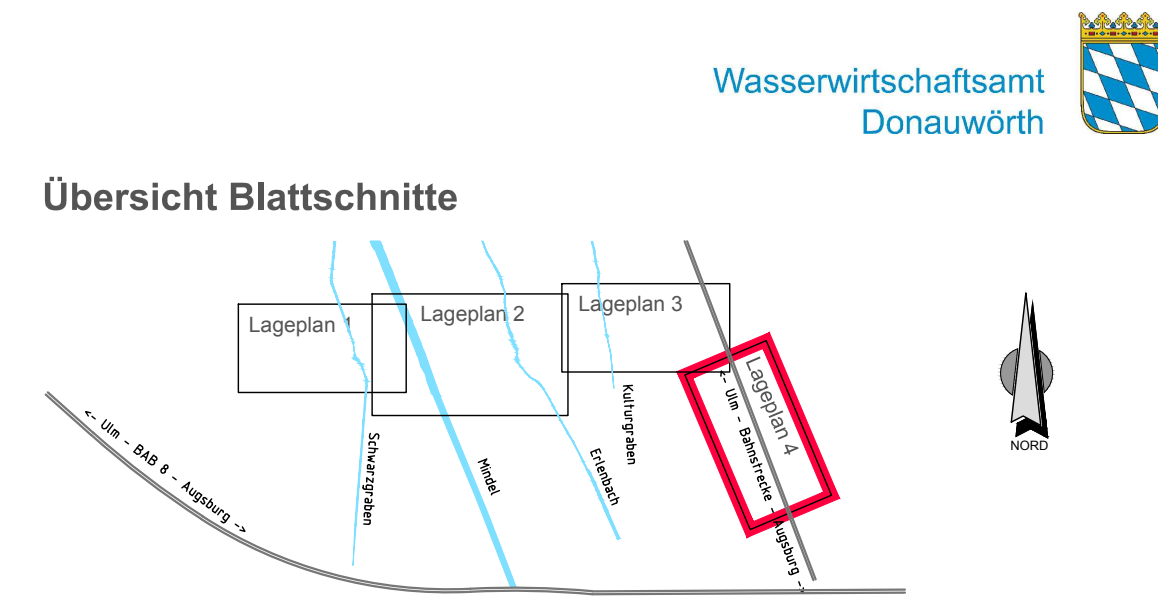 Wasserwirtschaftsamt
Donauwörth
Übersicht Blattschnitte
Lageplan 1
Lageplan 2
Lageplan 3
Lageplan 4
<- Ulm - BAB 8 - Augsburg ->
Schwarzgraben
Mindel
Erlenbach
Kulturgraben
<- Ulm - Bahnstrecke - Augsburg ->
NORD